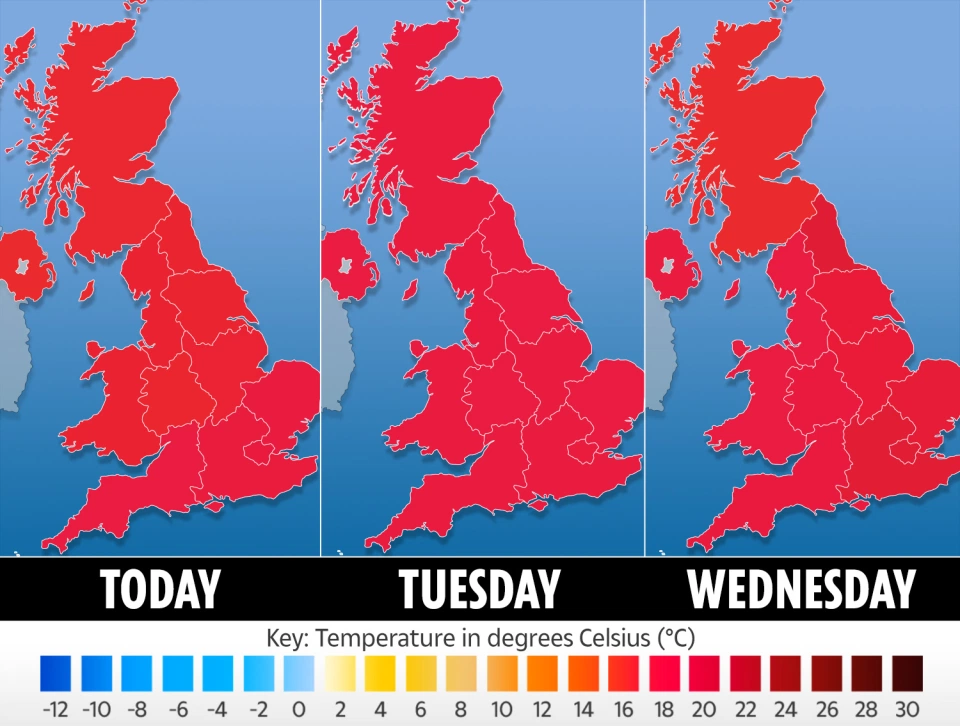 TODAY TUESDAY WEDNESDAY
Key: Temperature in degrees Celsius (°C)
-12 -10 -8 -6 -4 -2 0 2 4 6 8 10 12 14 16 18 20 22 24 26 28 30